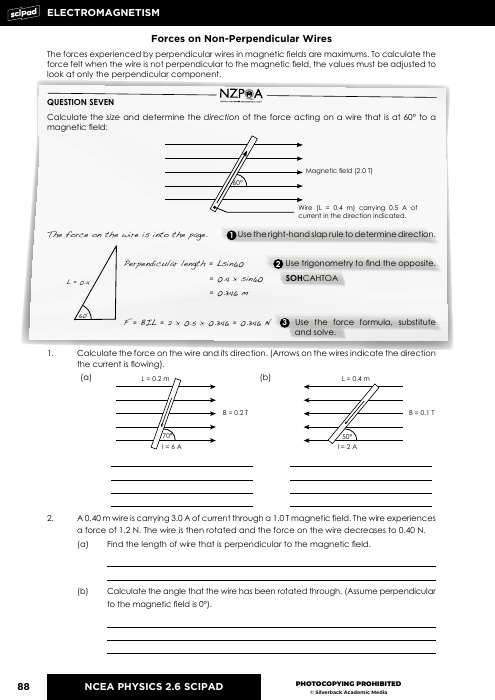 scipad ELECTROMAGNETISM
Forces on Non-Perpendicular Wires
The forces experienced by perpendicular wires in magnetic fields are maximums. To calculate the
force felt when the wire is not perpendicular to the magnetic field, the values must be adjusted to
look at only the perpendicular component.
NZPQA
QUESTION SEVEN
Calculate the size and determine the direction of the force acting on a wire that is at 60° to a
magnetic field:
Magnetic field (2.0 T)
60°
Wire (L = 0.4 m) carrying 0.5 A of
current in the direction indicated.
The force on the wire is into the page.
1 Use the right-hand slap rule to determine direction.
Perpendicular length = Lsin60
2 Use trigonometry to find the opposite.
L = 0.4
= 0.4 x sin60
SOHCAHTOA
= 0.346 m
60°
F = BIL = 2 x 0.5 x 0.346 = 0.346 N
3 Use the force formula, substitute
and solve.
1. Calculate the force on the wire and its direction. (Arrows on the wires indicate the direction
the current is flowing).
(a) L = 0.2 m
B = 0.2 T
70°
I = 6 A
(b) L = 0.4 m
B = 0.1 T
50°
I = 2 A
2. A 0.40 m wire is carrying 3.0 A of current through a 1.0 T magnetic field. The wire experiences
a force of 1.2 N. The wire is then rotated and the force on the wire decreases to 0.40 N.
(a) Find the length of wire that is perpendicular to the magnetic field.
(b) Calculate the angle that the wire has been rotated through. (Assume perpendicular
to the magnetic field is 0°).
88 NCEA PHYSICS 2.6 SCIPAD
PHOTOCOPYING PROHIBITED
© Silverback Academic Media